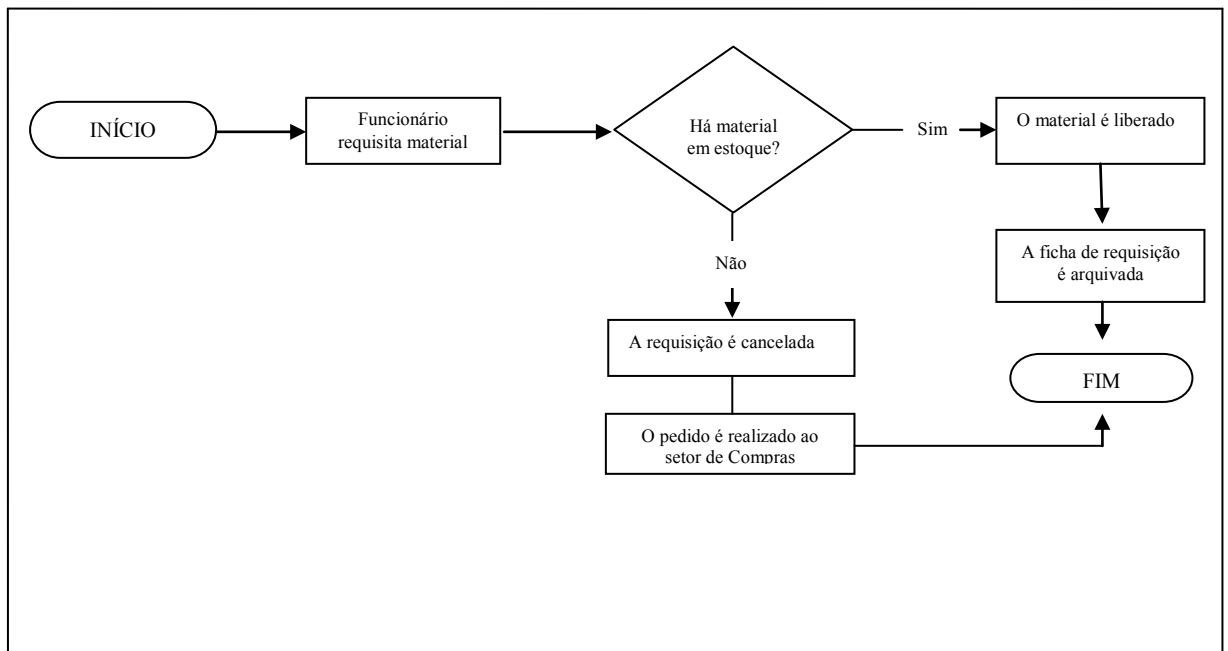 INÍCIO
Funcionário
requisita material
Há material
em estoque?
Sim
O material é liberado
A ficha de requisição
é arquivada
FIM
Não
A requisição é cancelada
O pedido é realizado ao
setor de Compras